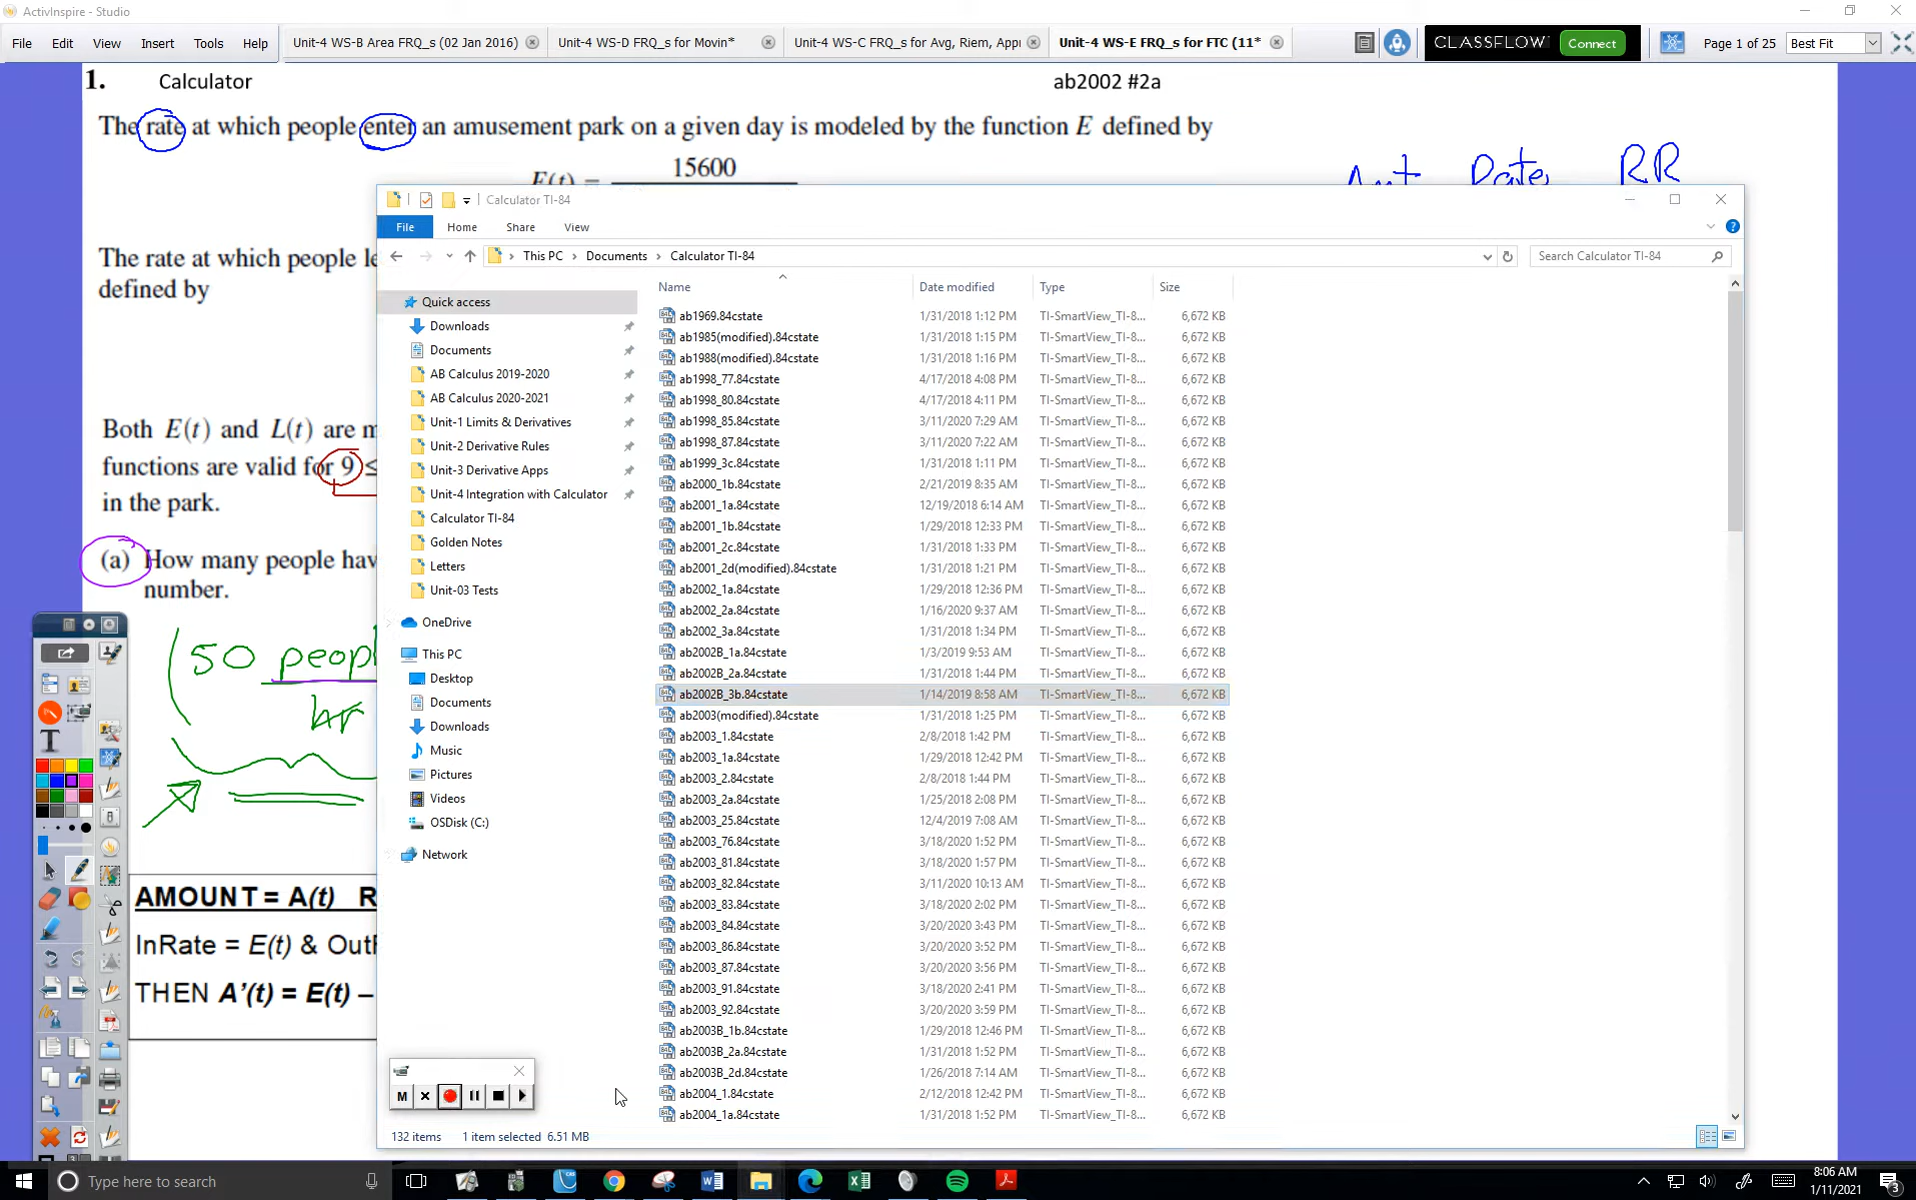 ActivInspire - Studio
File Edit View Insert Tools Help
Unit-4 WS-B Area FRQ_s (02 Jan 2016)
Unit-4 WS-D FRQ_s for Movin*
Unit-4 WS-C FRQ_s for Avg, Riem, Appr
Unit-4 WS-E FRQ_s for FTC (11*
CLASSFLOW Connect
Page 1 of 25
Best Fit
1. Calculator ab2002 #2a
The rate at which people enter an amusement park on a given day is modeled by the function E defined by
15600
E(t) =
Rate RR
The rate at which people le
defined by
Both E(t) and L(t) are m
functions are valid for 9 ≤
in the park.
(a) How many people hav
number.
50 peopl
hr
AMOUNT = A(t) R
InRate = E(t) & Outl
THEN A'(t) = E(t) –
Calculator TI-84
File Home Share View
This PC > Documents > Calculator TI-84
Search Calculator TI-84
Quick access
Downloads
Documents
AB Calculus 2019-2020
AB Calculus 2020-2021
Unit-1 Limits & Derivatives
Unit-2 Derivative Rules
Unit-3 Derivative Apps
Unit-4 Integration with Calculator
Calculator TI-84
Golden Notes
Letters
Unit-03 Tests
OneDrive
This PC
Desktop
Documents
Downloads
Music
Pictures
Videos
OSDisk (C:)
Network
Name Date modified Type Size
ab1969.84cstate 1/31/2018 1:12 PM TI-SmartView_TI-8... 6,672 KB
ab1985(modified).84cstate 1/31/2018 1:15 PM TI-SmartView_TI-8... 6,672 KB
ab1988(modified).84cstate 1/31/2018 1:16 PM TI-SmartView_TI-8... 6,672 KB
ab1998_77.84cstate 4/17/2018 4:08 PM TI-SmartView_TI-8... 6,672 KB
ab1998_80.84cstate 4/17/2018 4:11 PM TI-SmartView_TI-8... 6,672 KB
ab1998_85.84cstate 3/11/2020 7:29 AM TI-SmartView_TI-8... 6,672 KB
ab1998_87.84cstate 3/11/2020 7:22 AM TI-SmartView_TI-8... 6,672 KB
ab1999_3c.84cstate 1/31/2018 1:11 PM TI-SmartView_TI-8... 6,672 KB
ab2000_1b.84cstate 2/21/2019 8:35 AM TI-SmartView_TI-8... 6,672 KB
ab2001_1a.84cstate 12/19/2018 6:14 AM TI-SmartView_TI-8... 6,672 KB
ab2001_1b.84cstate 1/29/2018 12:33 PM TI-SmartView_TI-8... 6,672 KB
ab2001_2c.84cstate 1/31/2018 1:33 PM TI-SmartView_TI-8... 6,672 KB
ab2001_2d(modified).84cstate 1/31/2018 1:21 PM TI-SmartView_TI-8... 6,672 KB
ab2002_1a.84cstate 1/29/2018 12:36 PM TI-SmartView_TI-8... 6,672 KB
ab2002_2a.84cstate 1/16/2020 9:37 AM TI-SmartView_TI-8... 6,672 KB
ab2002_3a.84cstate 1/31/2018 1:34 PM TI-SmartView_TI-8... 6,672 KB
ab2002B_1a.84cstate 1/3/2019 9:53 AM TI-SmartView_TI-8... 6,672 KB
ab2002B_2a.84cstate 1/31/2018 1:44 PM TI-SmartView_TI-8... 6,672 KB
ab2002B_3b.84cstate 1/14/2019 8:58 AM TI-SmartView_TI-8... 6,672 KB
ab2003(modified).84cstate 1/31/2018 1:25 PM TI-SmartView_TI-8... 6,672 KB
ab2003_1.84cstate 2/8/2018 1:42 PM TI-SmartView_TI-8... 6,672 KB
ab2003_1a.84cstate 1/29/2018 12:42 PM TI-SmartView_TI-8... 6,672 KB
ab2003_2.84cstate 2/8/2018 1:44 PM TI-SmartView_TI-8... 6,672 KB
ab2003_2a.84cstate 1/25/2018 2:08 PM TI-SmartView_TI-8... 6,672 KB
ab2003_25.84cstate 12/4/2019 7:08 AM TI-SmartView_TI-8... 6,672 KB
ab2003_76.84cstate 3/18/2020 1:52 PM TI-SmartView_TI-8... 6,672 KB
ab2003_81.84cstate 3/18/2020 1:57 PM TI-SmartView_TI-8... 6,672 KB
ab2003_82.84cstate 3/11/2020 10:13 AM TI-SmartView_TI-8... 6,672 KB
ab2003_83.84cstate 3/18/2020 2:02 PM TI-SmartView_TI-8... 6,672 KB
ab2003_84.84cstate 3/20/2020 3:43 PM TI-SmartView_TI-8... 6,672 KB
ab2003_86.84cstate 3/20/2020 3:52 PM TI-SmartView_TI-8... 6,672 KB
ab2003_87.84cstate 3/20/2020 3:56 PM TI-SmartView_TI-8... 6,672 KB
ab2003_91.84cstate 3/18/2020 2:41 PM TI-SmartView_TI-8... 6,672 KB
ab2003_92.84cstate 3/20/2020 3:59 PM TI-SmartView_TI-8... 6,672 KB
ab2003B_1b.84cstate 1/29/2018 12:46 PM TI-SmartView_TI-8... 6,672 KB
ab2003B_2a.84cstate 1/31/2018 1:52 PM TI-SmartView_TI-8... 6,672 KB
ab2003B_2d.84cstate 1/26/2018 7:14 AM TI-SmartView_TI-8... 6,672 KB
ab2004_1.84cstate 2/12/2018 12:42 PM TI-SmartView_TI-8... 6,672 KB
ab2004_1a.84cstate 1/31/2018 1:52 PM TI-SmartView_TI-8... 6,672 KB
M
132 items 1 item selected 6.51 MB
Type here to search
8:06 AM
1/11/2021
3